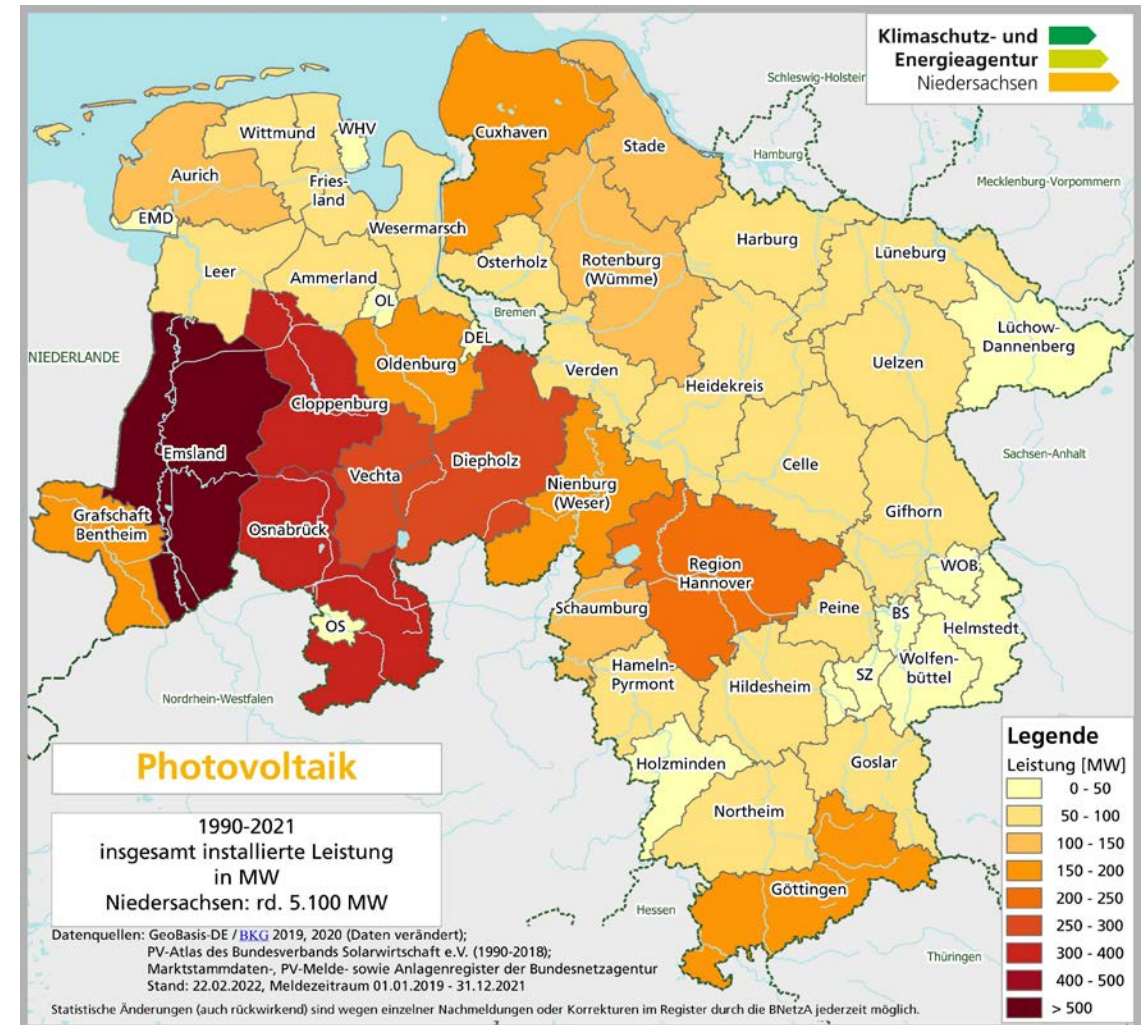 Klimaschutz- und
Energieagentur
Niedersachsen
Schleswig-Holstein
Hamburg
Mecklenburg-Vorpommern
Wittmund
WHV
Cuxhaven
Stade
Aurich
Fries-
land
EMD
Wesermarsch
Harburg
Lüneburg
Leer
Ammerland
Osterholz
Rotenburg
(Wümme)
OL
Bremen
DEL
Lüchow-
Dannenberg
NIEDERLANDE
Oldenburg
Verden
Heidekreis
Uelzen
Cloppenburg
Emsland
Vechta
Diepholz
Celle
Sachsen-Anhalt
Nienburg
(Weser)
Grafschaft
Bentheim
Osnabrück
Gifhorn
Region
Hannover
WOB
Schaumburg
Peine
BS
Helmstedt
OS
Hameln-
Pyrmont
Hildesheim
SZ
Wolfen-
büttel
Nordrhein-Westfalen
Holzminden
Goslar
Northeim
Göttingen
Hessen
Thüringen
Photovoltaik
1990-2021
insgesamt installierte Leistung
in MW
Niedersachsen: rd. 5.100 MW
Legende
Leistung [MW]
0 - 50
50 - 100
100 - 150
150 - 200
200 - 250
250 - 300
300 - 400
400 - 500
> 500
Datenquellen: GeoBasis-DE / BKG 2019, 2020 (Daten verändert);
PV-Atlas des Bundesverbands Solarwirtschaft e.V. (1990-2018);
Marktstammdaten-, PV-Melde- sowie Anlagenregister der Bundesnetzagentur
Stand: 22.02.2022, Meldezeitraum 01.01.2019 - 31.12.2021
Statistische Änderungen (auch rückwirkend) sind wegen einzelner Nachmeldungen oder Korrekturen im Register durch die BNetzA jederzeit möglich.